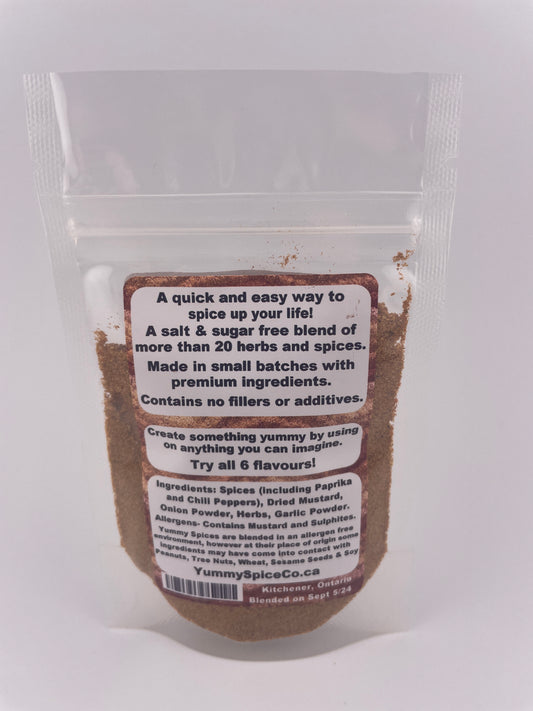 A quick and easy way to
spice up your life!
A salt & sugar free blend of
more than 20 herbs and spices.
Made in small batches with
premium ingredients.
Contains no fillers or additives.
Create something yummy by using
on anything you can imagine.
Try all 6 flavours!
Ingredients: Spices (Including Paprika
and Chili Peppers), Dried Mustard,
Onion Powder, Herbs, Garlic Powder.
Allergens- Contains Mustard and Sulphites.
Yummy Spices are blended in an allergen free
environment, however at their place of origin some
ingredients may have come into contact with
Peanuts, Tree Nuts, Wheat, Sesame Seeds & Soy
YummySpiceCo.ca
Kitchener, Ontario
Blended on Sept 5/24